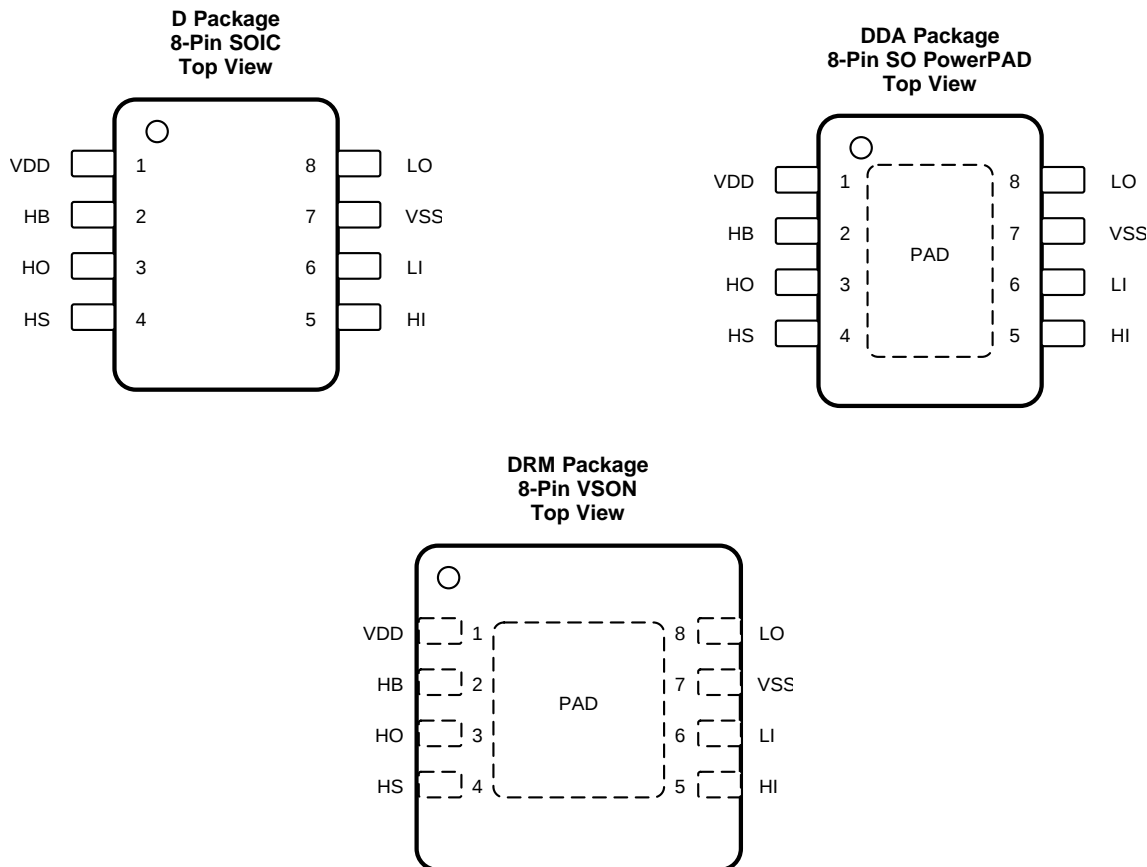 D Package
8-Pin SOIC
Top View
VDD 1 8 LO
HB 2 7 VSS
HO 3 6 LI
HS 4 5 HI
DDA Package
8-Pin SO PowerPAD
Top View
VDD 1 8 LO
HB 2 7 VSS
PAD
HO 3 6 LI
HS 4 5 HI
DRM Package
8-Pin VSON
Top View
VDD 1 8 LO
HB 2 7 VSS
PAD
HO 3 6 LI
HS 4 5 HI